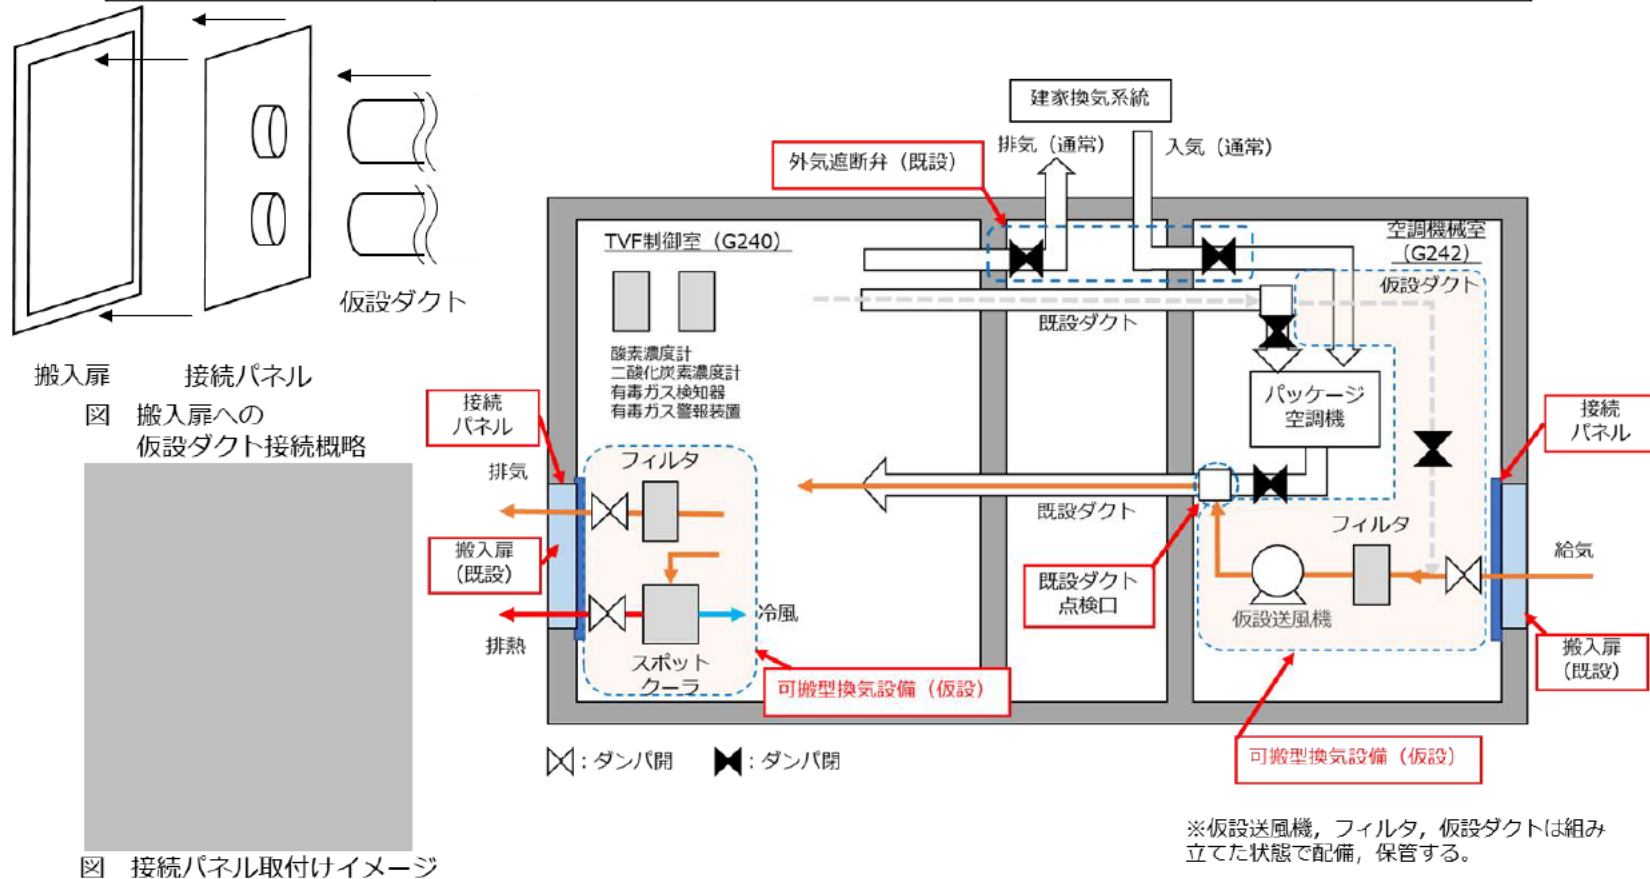 仮設ダクト
搬入扉
接続パネル
図 搬入扉への
仮設ダクト接続概略
図 接続パネル取付けイメージ
建家換気系統
排気（通常）
入気（通常）
外気遮断弁（既設）
TVF制御室（G240）
空調機械室
（G242）
仮設ダクト
既設ダクト
酸素濃度計
二酸化炭素濃度計
有毒ガス検知器
有毒ガス警報装置
パッケージ
空調機
接続
パネル
接続
パネル
排気
フィルタ
既設ダクト
フィルタ
搬入扉
(既設)
給気
既設ダクト
点検口
仮設送風機
冷風
排熱
スポット
クーラ
搬入扉
(既設)
可搬型換気設備（仮設）
可搬型換気設備（仮設）
：ダンパ開
：ダンパ閉
※仮設送風機，フィルタ，仮設ダクトは組み
立てた状態で配備，保管する。